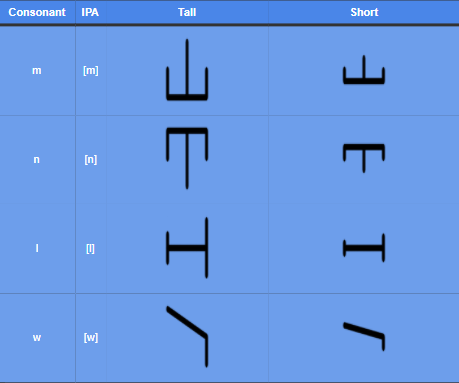 Consonant IPA Tall Short
m [m]
n [n]
l [l]
w [w]